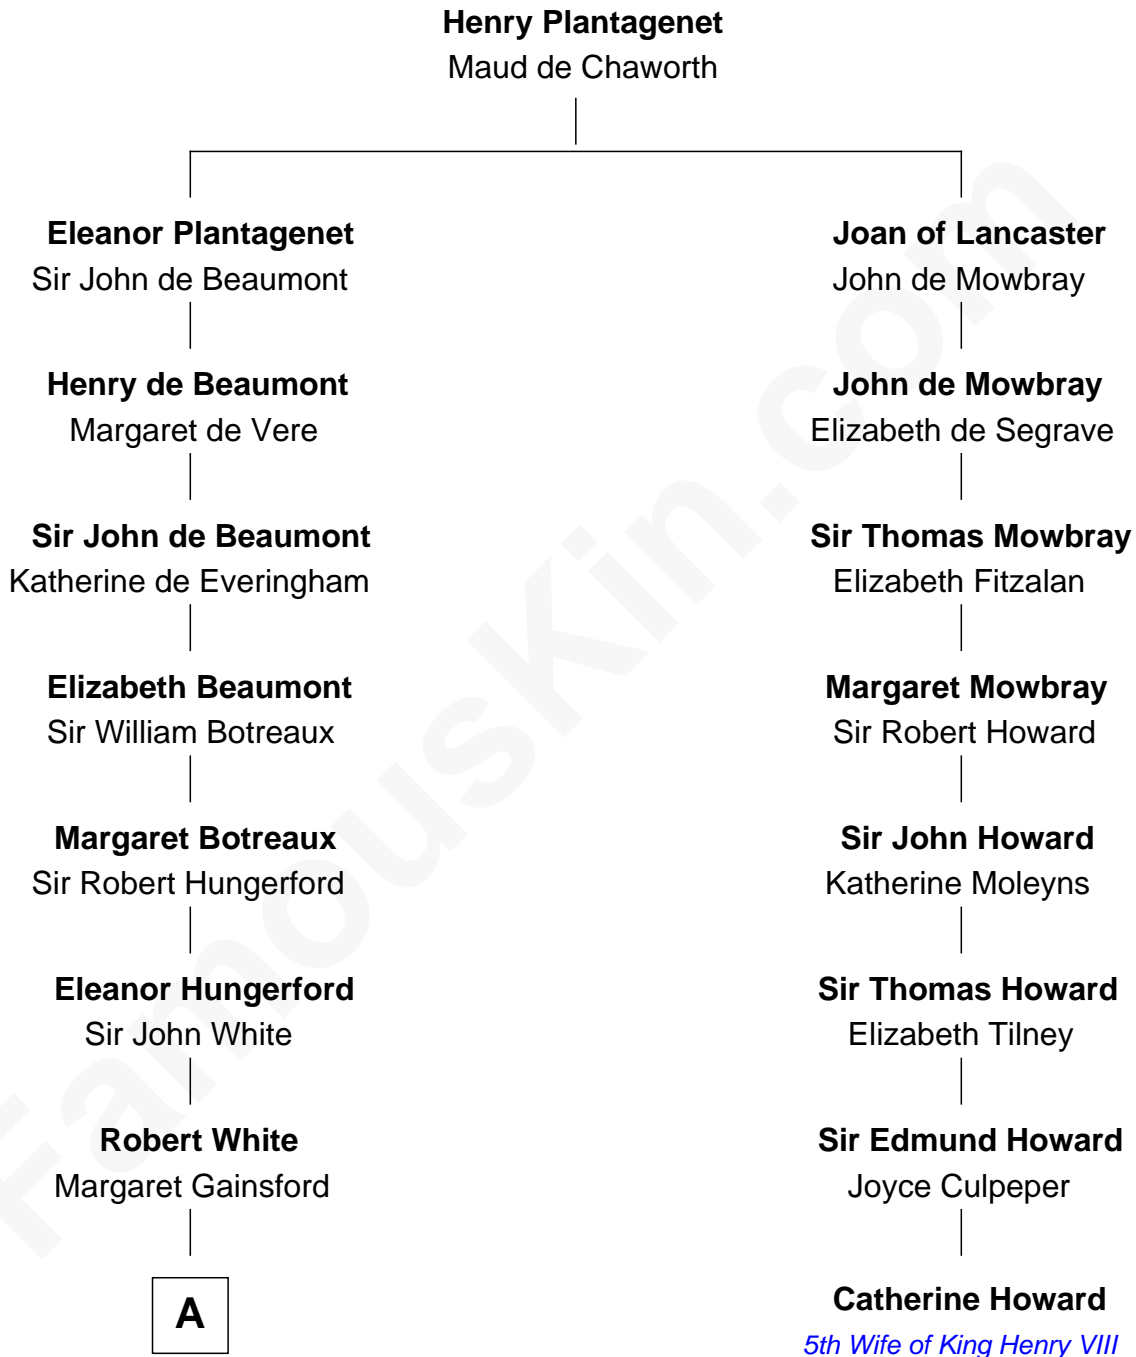 Henry Plantagenet
Maud de Chaworth
Eleanor Plantagenet
Sir John de Beaumont
Joan of Lancaster
John de Mowbray
Henry de Beaumont
Margaret de Vere
John de Mowbray
Elizabeth de Segrave
Sir John de Beaumont
Katherine de Everingham
Sir Thomas Mowbray
Elizabeth Fitzalan
Elizabeth Beaumont
Sir William Botreaux
Margaret Mowbray
Sir Robert Howard
Margaret Botreaux
Sir Robert Hungerford
Sir John Howard
Katherine Moleyns
Eleanor Hungerford
Sir John White
Sir Thomas Howard
Elizabeth Tilney
Robert White
Margaret Gainsford
Sir Edmund Howard
Joyce Culpeper
A
Catherine Howard
5th Wife of King Henry VIII
FamousKin.com